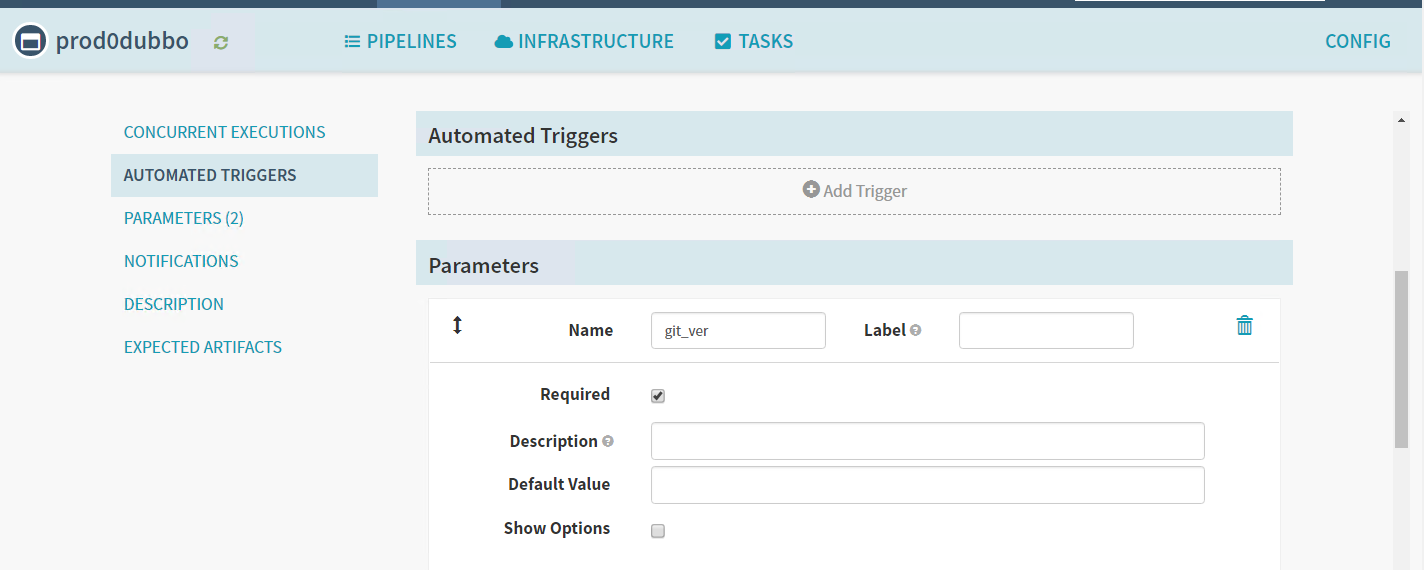 prod0dubbo PIPELINES INFRASTRUCTURE TASKS CONFIG
CONCURRENT EXECUTIONS
AUTOMATED TRIGGERS
PARAMETERS (2)
NOTIFICATIONS
DESCRIPTION
EXPECTED ARTIFACTS
Automated Triggers
Add Trigger
Parameters
Name git_ver Label
Required
Description
Default Value
Show Options